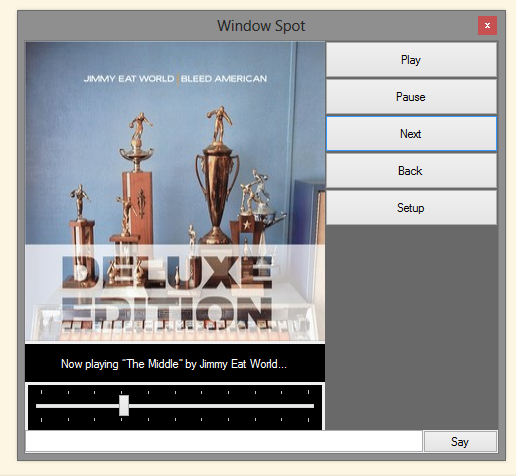 Window Spot
x
JIMMY EAT WORLD | BLEED AMERICAN
DELUXE
EDITION
Play
Pause
Next
Back
Setup
Now playing “The Middle” by Jimmy Eat World...
Say